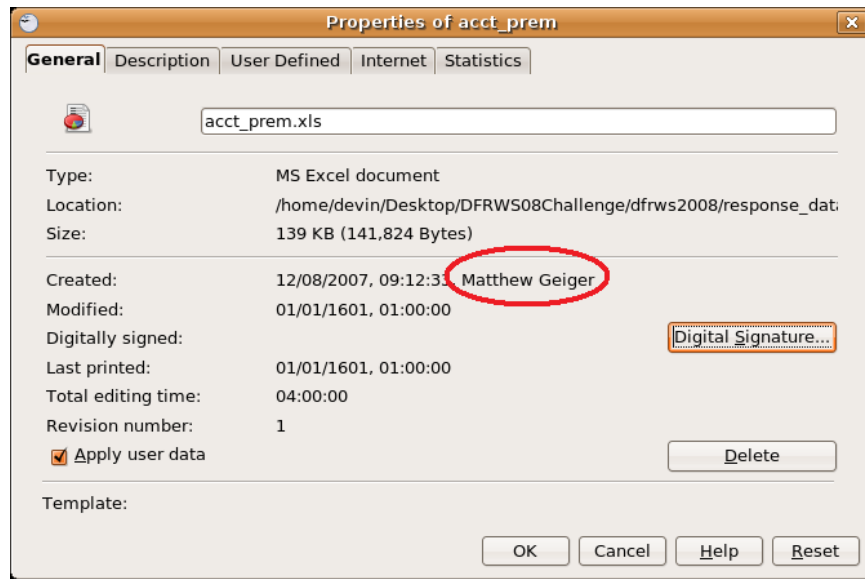 Properties of acct_prem
General Description User Defined Internet Statistics
acct_prem.xls
Type: MS Excel document
Location: /home/devin/Desktop/DFRWS08Challenge/dfrws2008/response_data
Size: 139 KB (141,824 Bytes)
Created: 12/08/2007, 09:12:33, Matthew Geiger
Modified: 01/01/1601, 01:00:00
Digitally signed: Digital Signature...
Last printed: 01/01/1601, 01:00:00
Total editing time: 04:00:00
Revision number: 1
Apply user data Delete
Template:
OK Cancel Help Reset